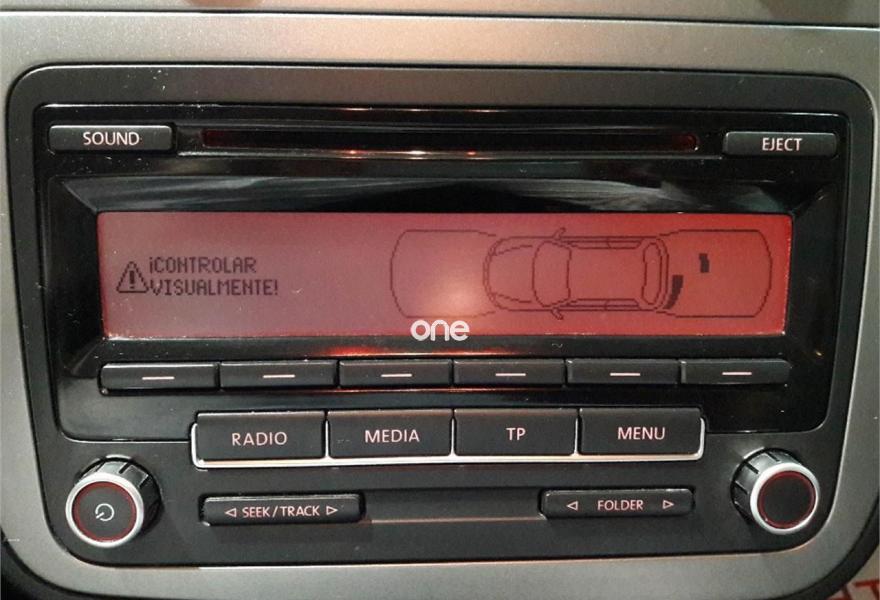 SOUND
EJECT
¡CONTROLAR
VISUALMENTE!
one
RADIO
MEDIA
TP
MENU
SEEK / TRACK
FOLDER